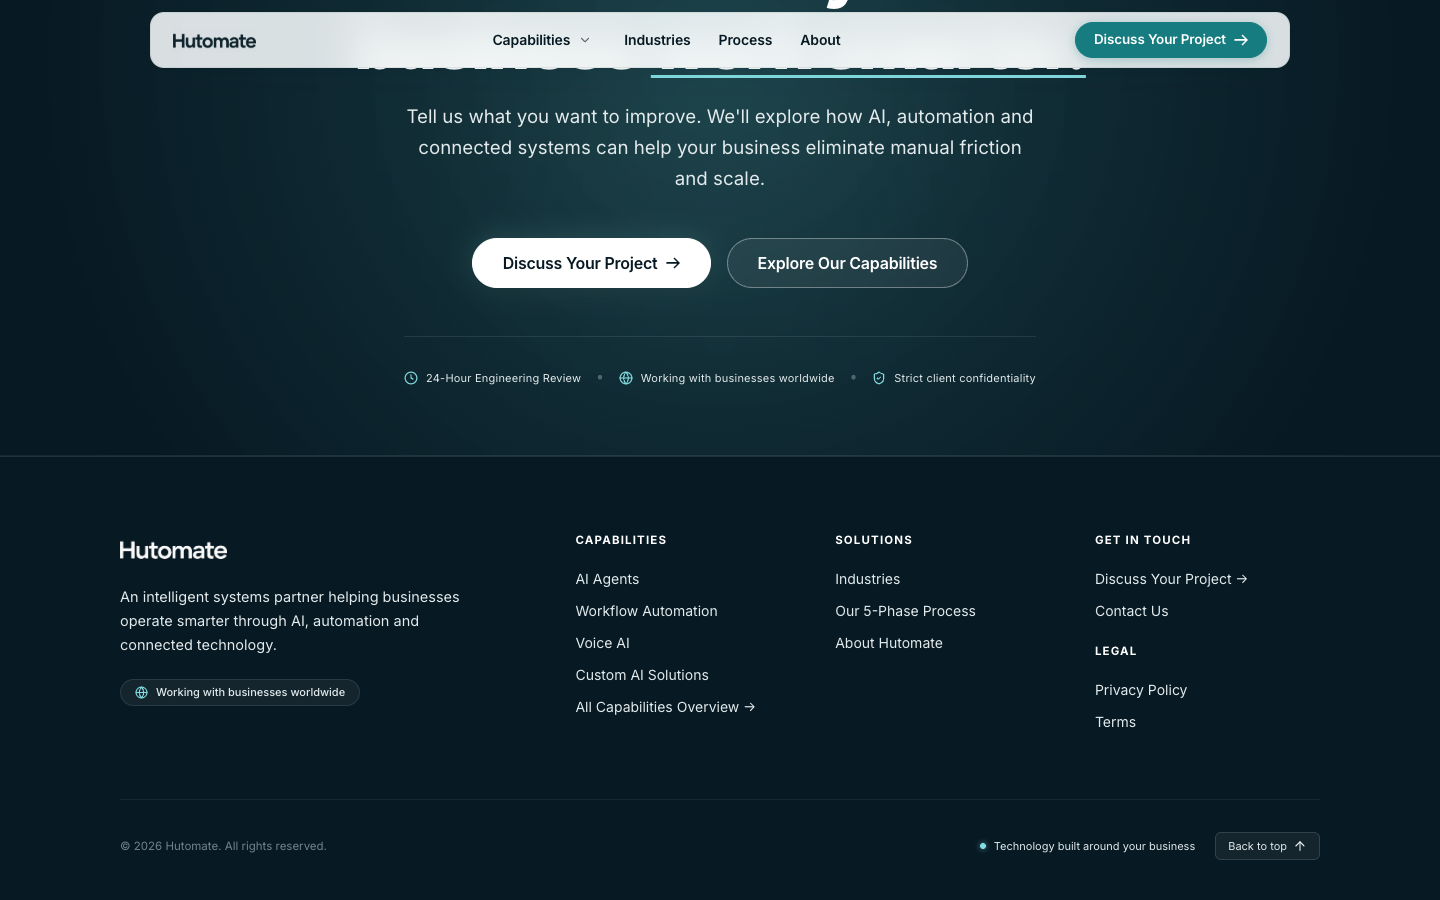 Hutomate
Capabilities
Industries
Process
About
Discuss Your Project →
Tell us what you want to improve. We'll explore how AI, automation and
connected systems can help your business eliminate manual friction
and scale.
Discuss Your Project →
Explore Our Capabilities
24-Hour Engineering Review • Working with businesses worldwide • Strict client confidentiality
Hutomate
An intelligent systems partner helping businesses
operate smarter through AI, automation and
connected technology.
Working with businesses worldwide
CAPABILITIES
AI Agents
Workflow Automation
Voice AI
Custom AI Solutions
All Capabilities Overview →
SOLUTIONS
Industries
Our 5-Phase Process
About Hutomate
GET IN TOUCH
Discuss Your Project →
Contact Us
LEGAL
Privacy Policy
Terms
© 2026 Hutomate. All rights reserved.
Technology built around your business
Back to top ↑